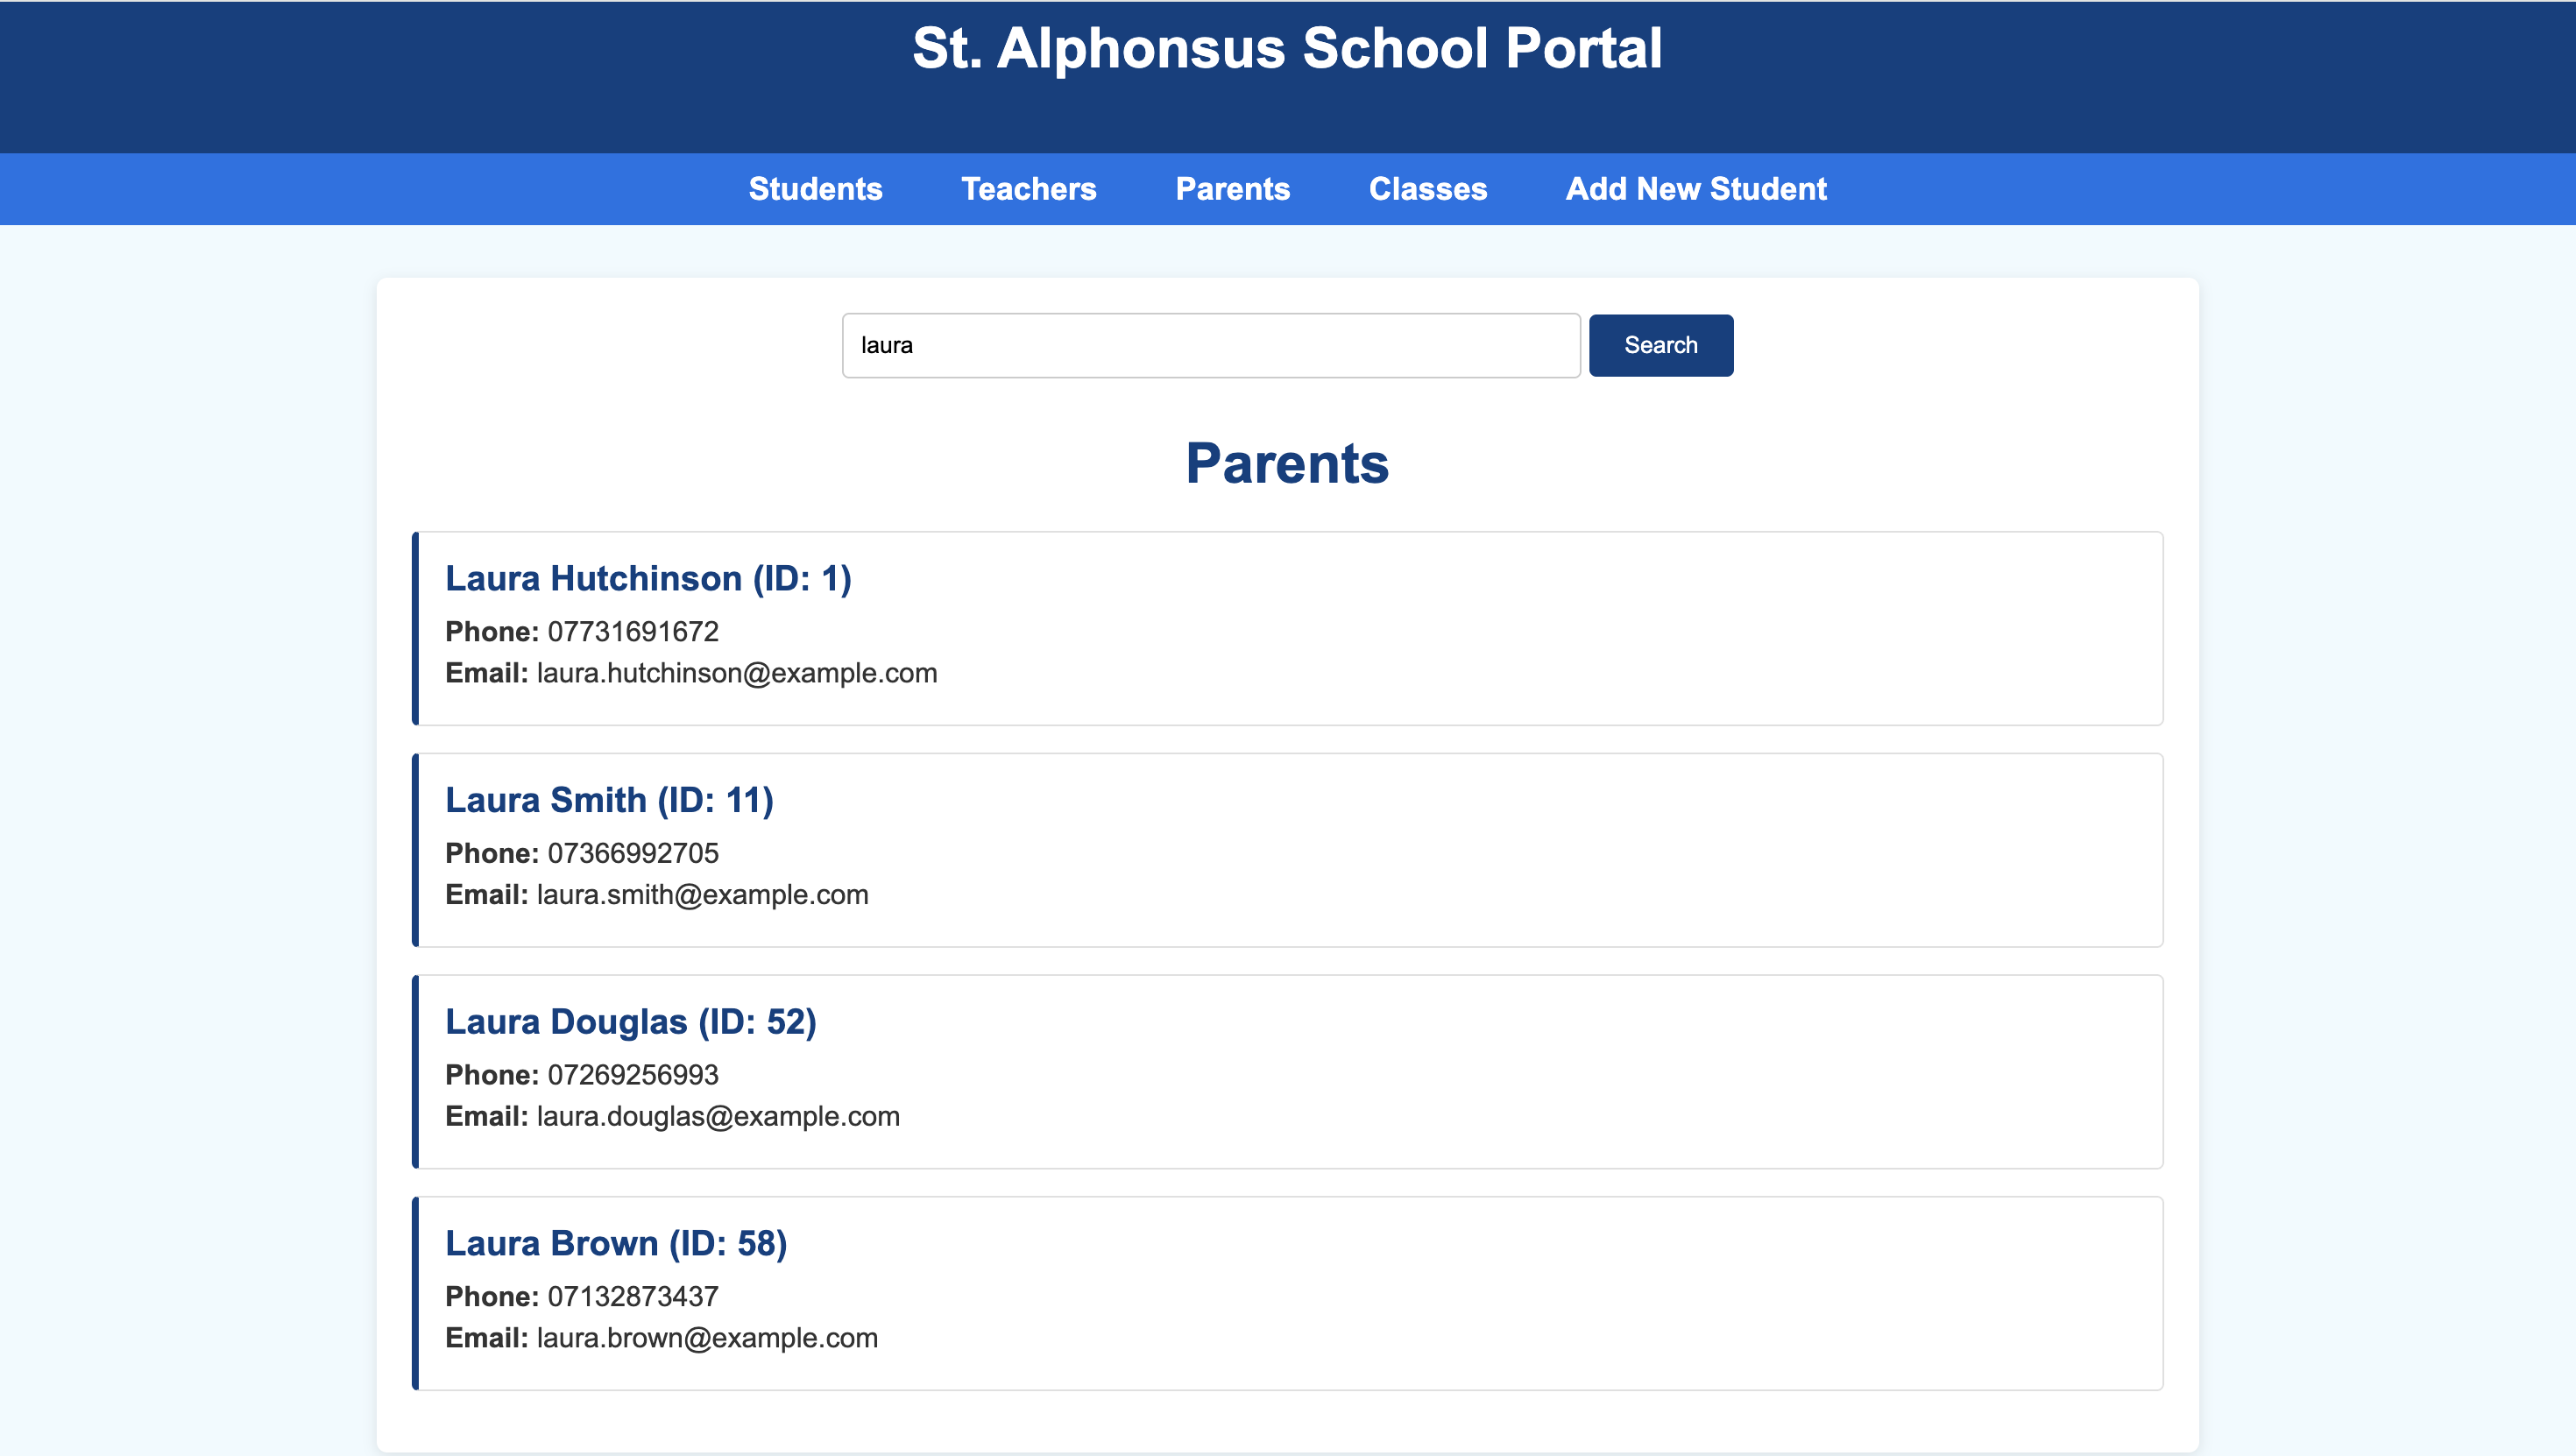 St. Alphonsus School Portal
Students Teachers Parents Classes Add New Student
laura Search
Parents
Laura Hutchinson (ID: 1)
Phone: 07731691672
Email: laura.hutchinson@example.com
Laura Smith (ID: 11)
Phone: 07366992705
Email: laura.smith@example.com
Laura Douglas (ID: 52)
Phone: 07269256993
Email: laura.douglas@example.com
Laura Brown (ID: 58)
Phone: 07132873437
Email: laura.brown@example.com